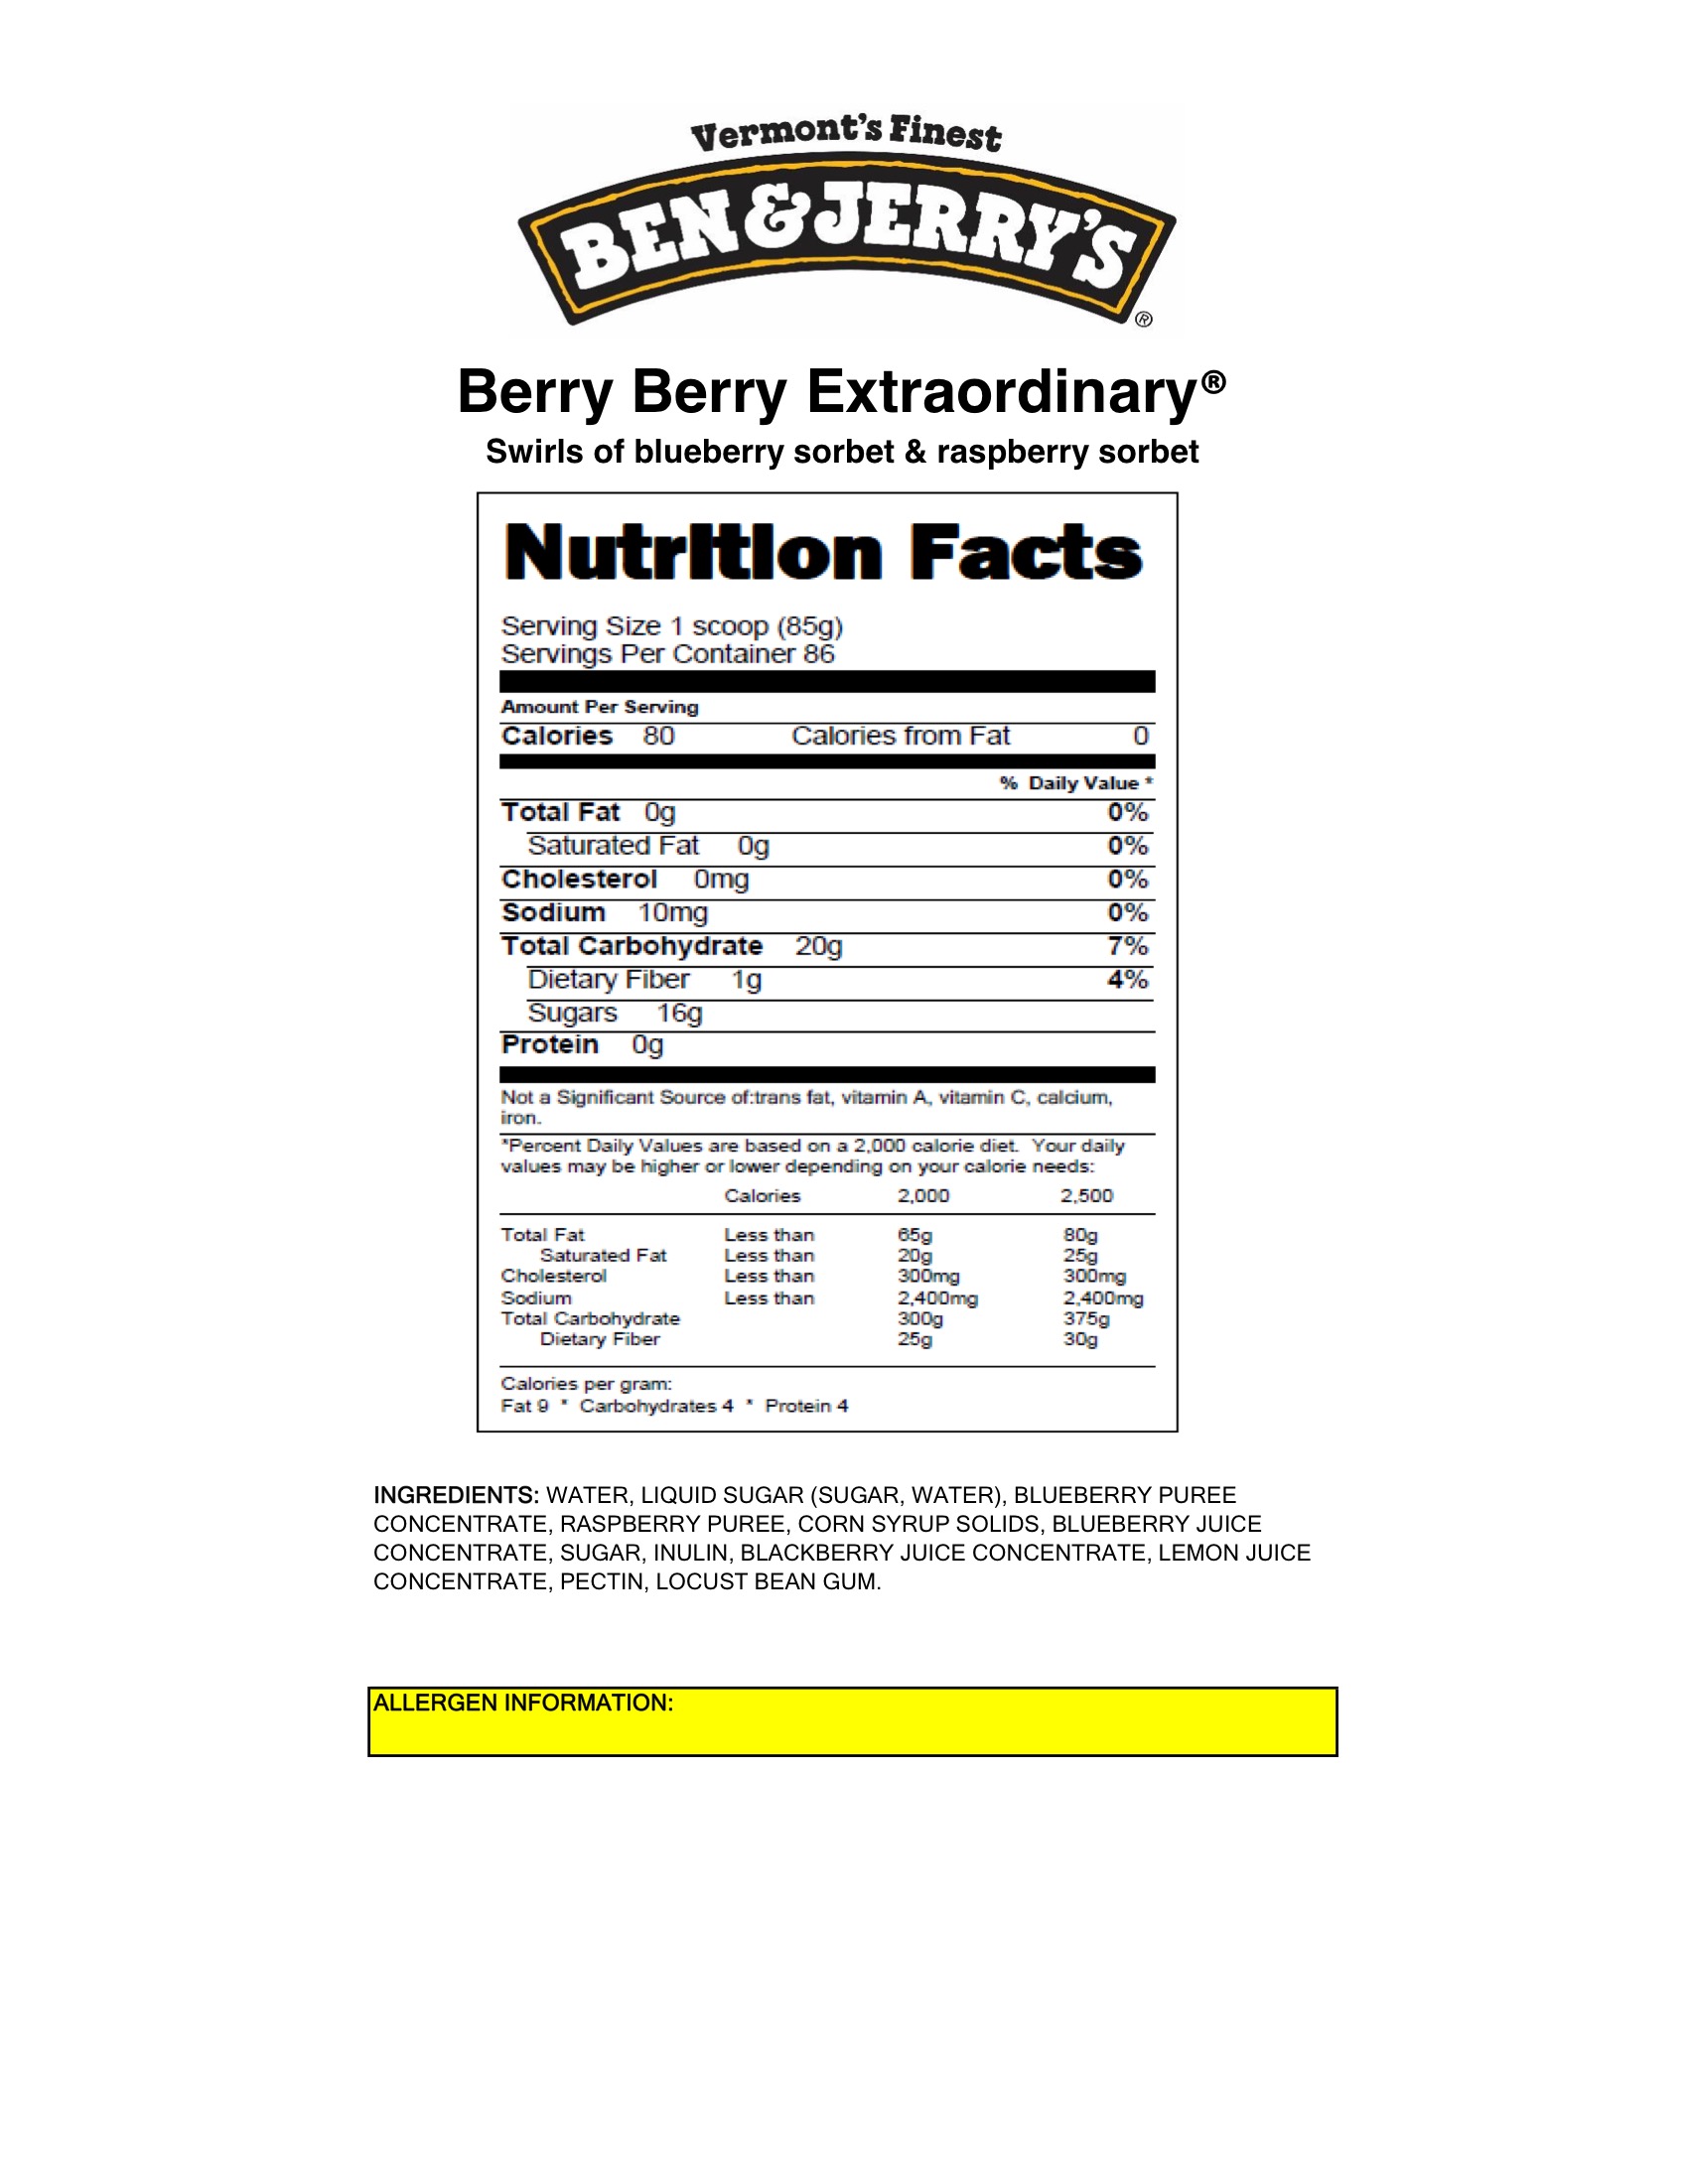 Vermont's Finest
BEN & JERRY'S
®
Berry Berry Extraordinary®
Swirls of blueberry sorbet & raspberry sorbet
Nutrition Facts
Serving Size 1 scoop (85g)
Servings Per Container 86
Amount Per Serving
Calories 80 Calories from Fat 0
% Daily Value *
Total Fat 0g 0%
Saturated Fat 0g 0%
Cholesterol 0mg 0%
Sodium 10mg 0%
Total Carbohydrate 20g 7%
Dietary Fiber 1g 4%
Sugars 16g
Protein 0g
Not a Significant Source of:trans fat, vitamin A, vitamin C, calcium,
iron.
*Percent Daily Values are based on a 2,000 calorie diet. Your daily
values may be higher or lower depending on your calorie needs:
Calories 2,000 2,500
Total Fat Less than 65g 80g
Saturated Fat Less than 20g 25g
Cholesterol Less than 300mg 300mg
Sodium Less than 2,400mg 2,400mg
Total Carbohydrate 300g 375g
Dietary Fiber 25g 30g
Calories per gram:
Fat 9 * Carbohydrates 4 * Protein 4
INGREDIENTS: WATER, LIQUID SUGAR (SUGAR, WATER), BLUEBERRY PUREE
CONCENTRATE, RASPBERRY PUREE, CORN SYRUP SOLIDS, BLUEBERRY JUICE
CONCENTRATE, SUGAR, INULIN, BLACKBERRY JUICE CONCENTRATE, LEMON JUICE
CONCENTRATE, PECTIN, LOCUST BEAN GUM.
ALLERGEN INFORMATION: